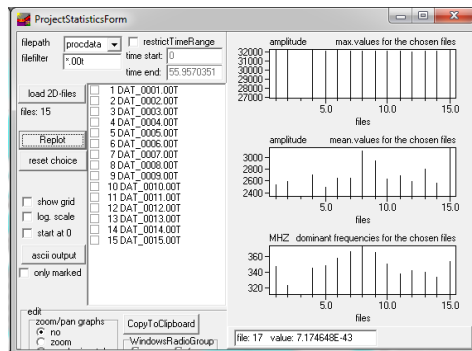 ProjectStatisticsForm
filepath procdata restrictTimeRange
filefilter *.00t time start: 0
time end: 55.9570351
load 2D-files
files: 15
Replot
reset choice
show grid
log. scale
start at 0
ascii output
only marked
1 DAT_0001.00T
2 DAT_0002.00T
3 DAT_0003.00T
4 DAT_0004.00T
5 DAT_0005.00T
6 DAT_0006.00T
7 DAT_0007.00T
8 DAT_0008.00T
9 DAT_0009.00T
10 DAT_0010.00T
11 DAT_0011.00T
12 DAT_0012.00T
13 DAT_0013.00T
14 DAT_0014.00T
15 DAT_0015.00T
edit
zoom/pan graphs
no
zoom
CopyToClipboard
WindowsRadioGroup
amplitude max.values for the chosen files
32000
31000
30000
29000
28000
27000
5.0 10.0 15.0
files
amplitude mean.values for the chosen files
3000
2800
2600
2400
5.0 10.0 15.0
files
MHZ dominant frequencies for the chosen files
360
340
320
5.0 10.0 15.0
files
file: 17 value: 7.174648E-43